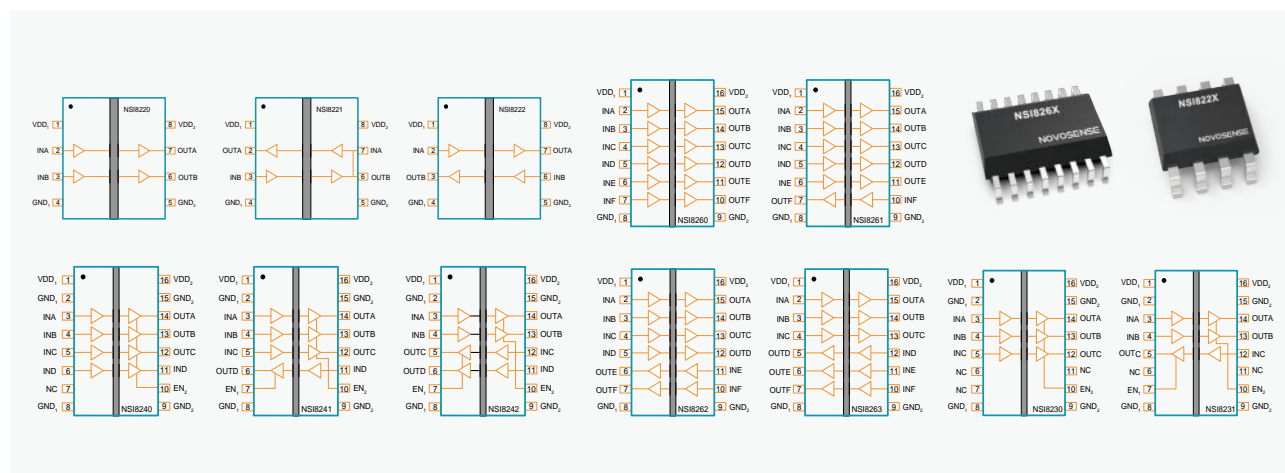 NSI8220
VDD₁ 1 8 VDD₂
INA 2 7 OUTA
INB 3 6 OUTB
GND₁ 4 5 GND₂
NSI8221
VDD₁ 1 8 VDD₂
OUTA 2 7 INA
INB 3 6 OUTB
GND₁ 4 5 GND₂
NSI8222
VDD₁ 1 8 VDD₂
INA 2 7 OUTA
OUTB 3 6 INB
GND₁ 4 5 GND₂
VDD₁ 1 16 VDD₂
INA 2 15 OUTA
INB 3 14 OUTB
INC 4 13 OUTC
IND 5 12 OUTD
INE 6 11 OUTE
INF 7 10 OUTF
GND₁ 8 9 GND₂
NSI8260
VDD₁ 1 16 VDD₂
INA 2 15 OUTA
INB 3 14 OUTB
INC 4 13 OUTC
IND 5 12 OUTD
INE 6 11 OUTE
OUTF 7 10 INF
GND₁ 8 9 GND₂
NSI8261
NSI826X
NOVOSENSE
NSI822X
NOVOSENSE
VDD₁ 1 16 VDD₂
GND₁ 2 15 GND₂
INA 3 14 OUTA
INB 4 13 OUTB
INC 5 12 OUTC
IND 6 11 IND
NC 7 10 EN₂
GND₁ 8 9 GND₂
NSI8240
VDD₁ 1 16 VDD₂
GND₁ 2 15 GND₂
INA 3 14 OUTA
INB 4 13 OUTB
INC 5 12 OUTC
OUTD 6 11 IND
EN₁ 7 10 EN₂
GND₁ 8 9 GND₂
NSI8241
VDD₁ 1 16 VDD₂
GND₁ 2 15 GND₂
INA 3 14 OUTA
INB 4 13 OUTB
OUTC 5 12 INC
OUTD 6 11 IND
EN₁ 7 10 EN₂
GND₁ 8 9 GND₂
NSI8242
VDD₁ 1 16 VDD₂
INA 2 15 OUTA
INB 3 14 OUTB
INC 4 13 OUTC
IND 5 12 OUTD
OUTE 6 11 INE
OUTF 7 10 INF
GND₁ 8 9 GND₂
NSI8262
VDD₁ 1 16 VDD₂
INA 2 15 OUTA
INB 3 14 OUTB
INC 4 13 OUTC
OUTD 5 12 IND
OUTE 6 11 INE
OUTF 7 10 INF
GND₁ 8 9 GND₂
NSI8263
VDD₁ 1 16 VDD₂
GND₁ 2 15 GND₂
INA 3 14 OUTA
INB 4 13 OUTB
INC 5 12 OUTC
NC 6 11 NC
NC 7 10 EN₂
GND₁ 8 9 GND₂
NSI8230
VDD₁ 1 16 VDD₂
GND₁ 2 15 GND₂
INA 3 14 OUTA
INB 4 13 OUTB
OUTC 5 12 INC
NC 6 11 NC
EN₁ 7 10 EN₂
GND₁ 8 9 GND₂
NSI8231